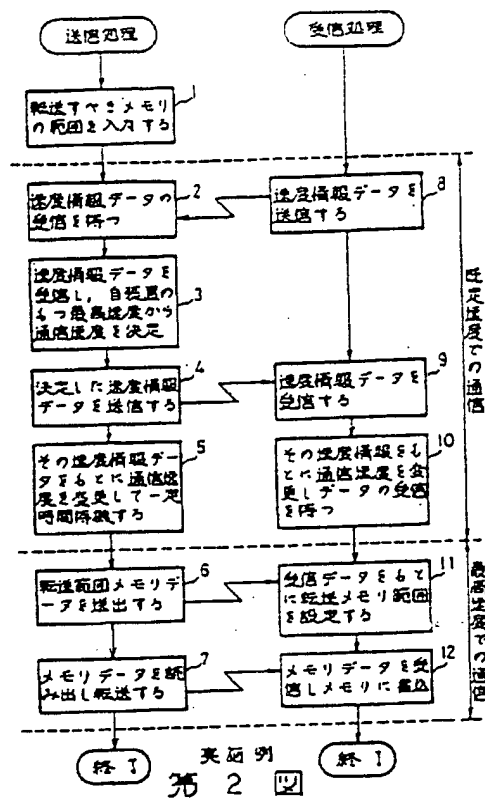 送信処理
受信処理
1
転送すべきメモリ
の範囲を入力する
2
速度情報データの
受信を待つ
8
速度情報データを
送信する
3
速度情報データを
受信し、自装置の
もつ最高速度から
通信速度を決定
4
決定した速度情報
データを送信する
9
速度情報データを
受信する
5
その速度情報デー
タをもとに通信速
度を変更して一定
時間待機する
10
その速度情報をも
とに通信速度を変
更しデータの受信
を待つ
既定速度での通信
6
転送範囲メモリデ
ータを送出する
11
受信データをもと
に転送メモリ範囲
を設定する
7
メモリデータを読
み出し転送する
12
メモリデータを受
信しメモリに書込
最高速度での通信
終了
終了
実施例
第2図